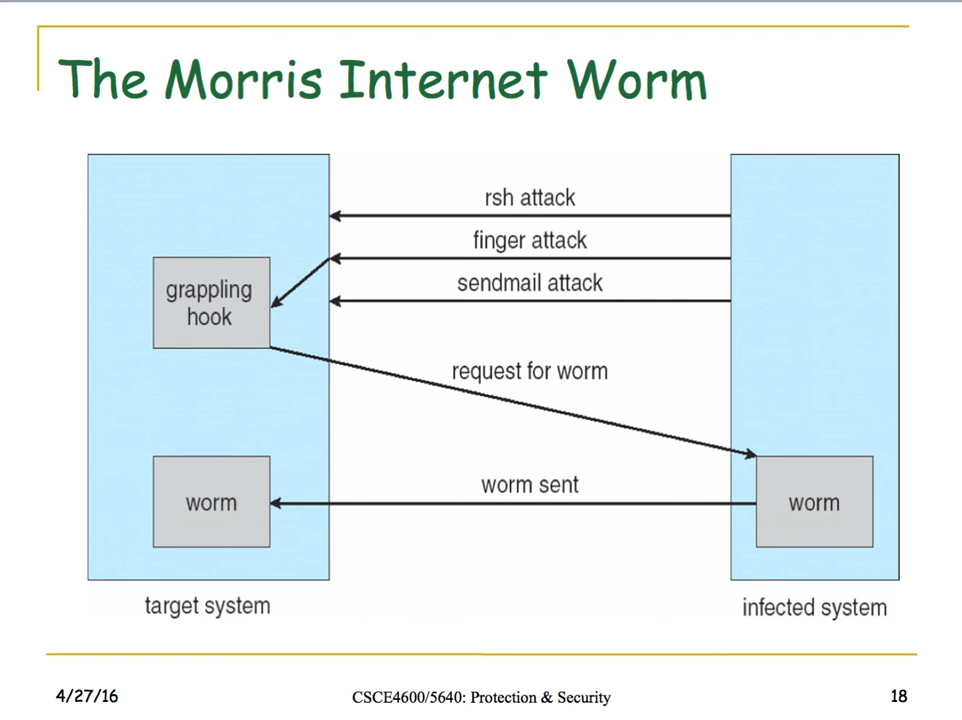 The Morris Internet Worm
rsh attack
finger attack
sendmail attack
grappling
hook
request for worm
worm sent
worm
worm
target system
infected system
4/27/16
CSCE4600/5640: Protection & Security
18